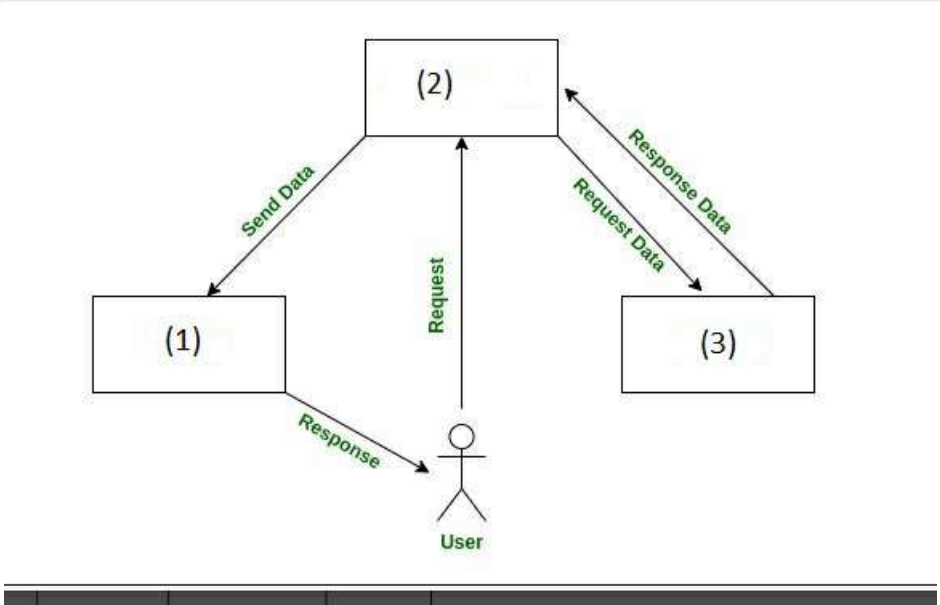 (2)
Send Data
Response Data
Request Data
Request
(1)
(3)
Response
User